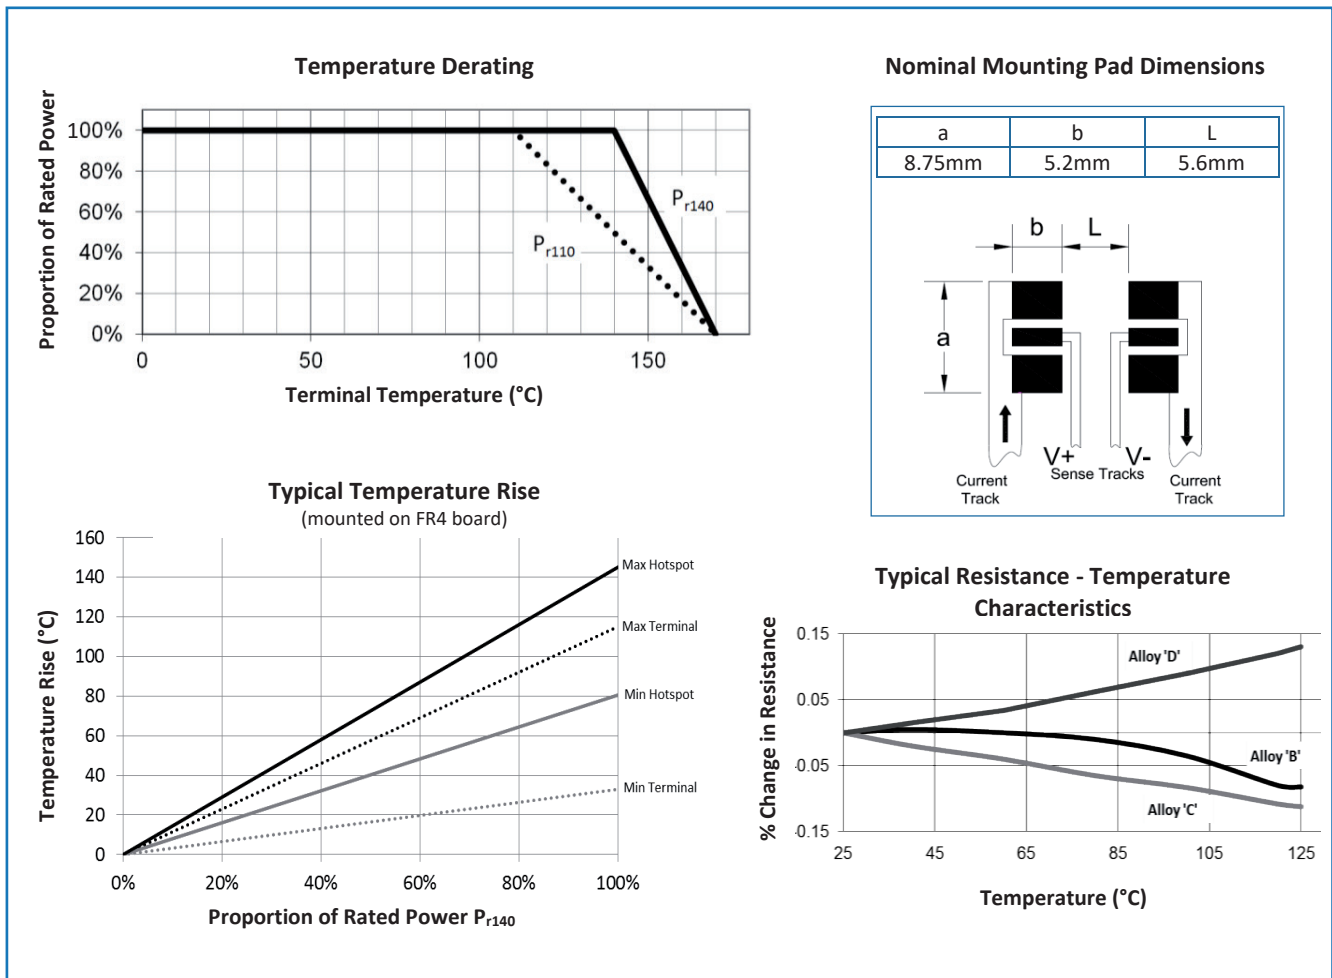 Temperature Derating
Proportion of Rated Power
100%
80%
60%
40%
20%
0%
Pr140
Pr110
0
50
100
150
Terminal Temperature (°C)
Nominal Mounting Pad Dimensions
a b L
8.75mm 5.2mm 5.6mm
b L
a
V+ V-
Sense Tracks
Current
Track
Current
Track
Typical Temperature Rise
(mounted on FR4 board)
Temperature Rise (°C)
160
140
120
100
80
60
40
20
0
Max Hotspot
Max Terminal
Min Hotspot
Min Terminal
0% 20% 40% 60% 80% 100%
Proportion of Rated Power Pr140
Typical Resistance - Temperature
Characteristics
% Change in Resistance
0.15
0.05
-0.05
-0.15
Alloy 'D'
Alloy 'B'
Alloy 'C'
25 45 65 85 105 125
Temperature (°C)